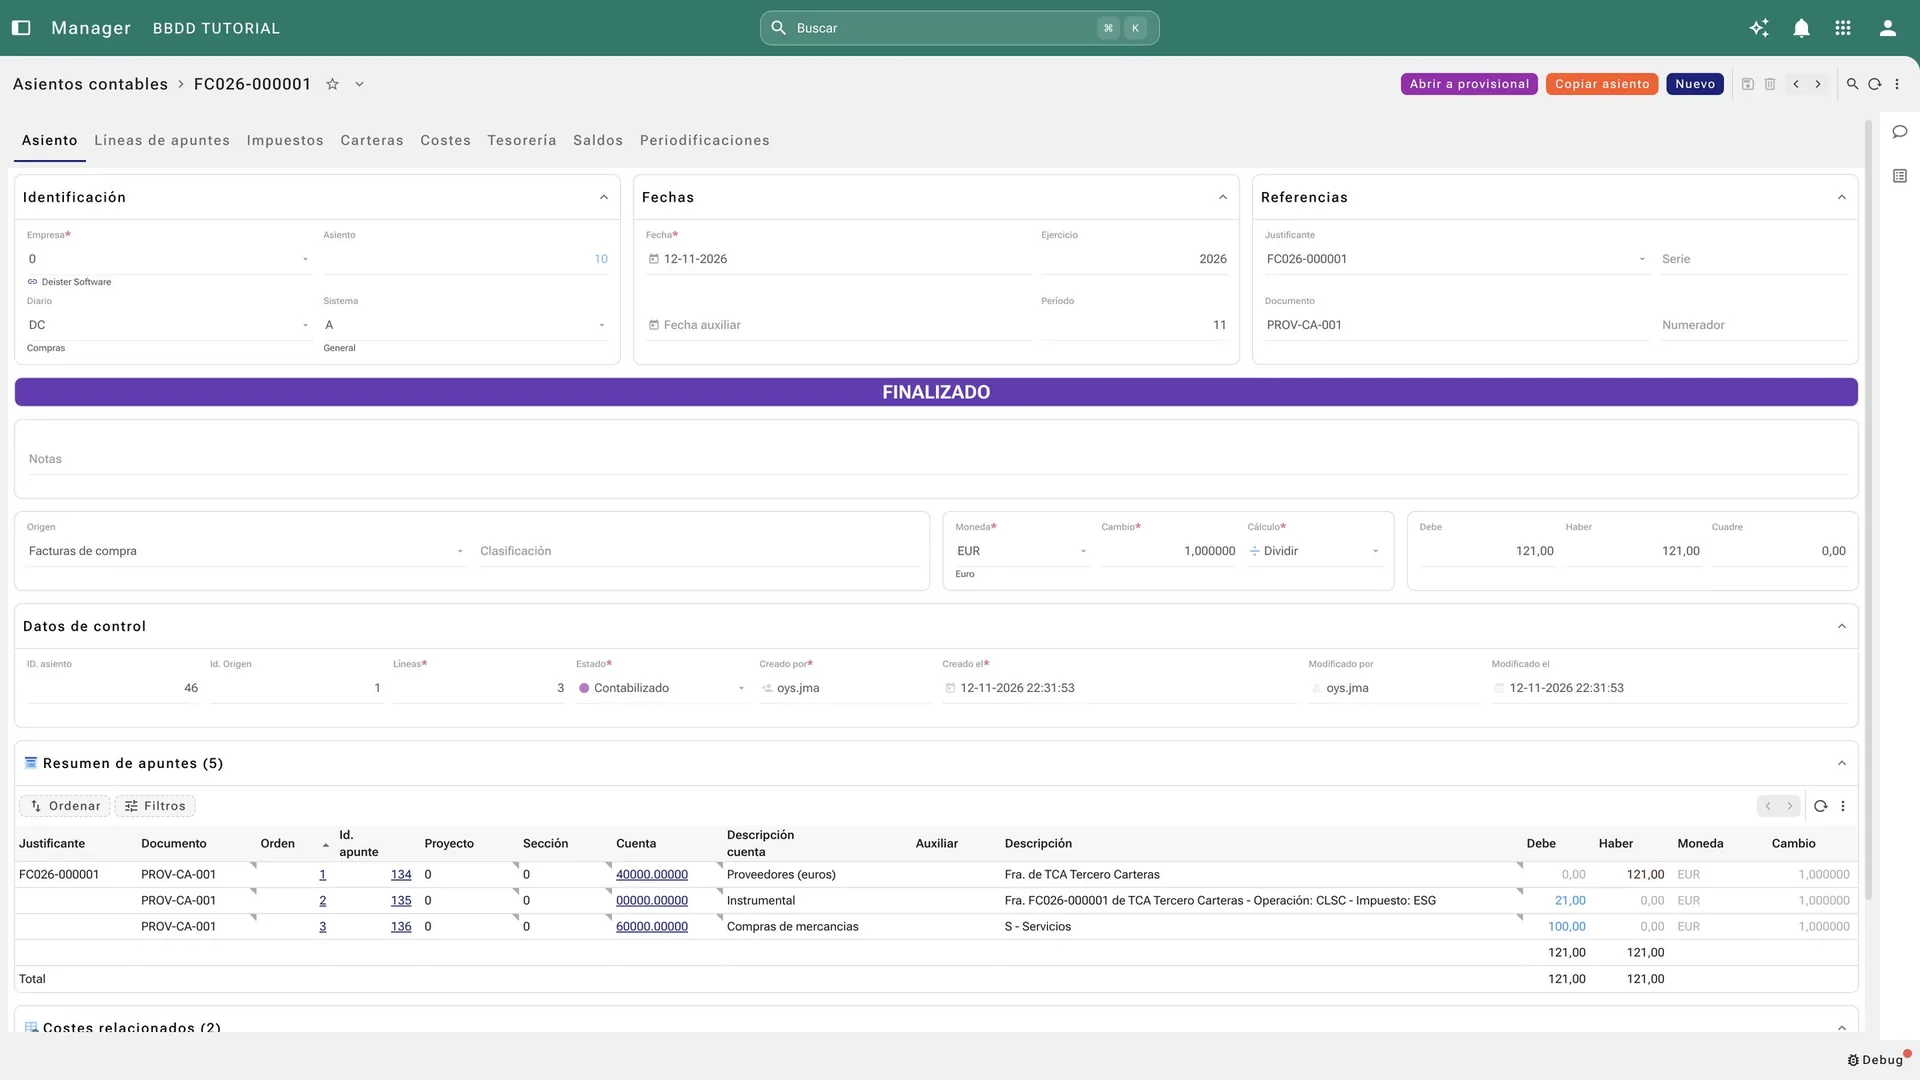 Manager BBDD TUTORIAL Buscar ⌘ K
Asientos contables > FC026-000001 Abrir a provisional Copiar asiento Nuevo
Asiento Líneas de apuntes Impuestos Carteras Costes Tesorería Saldos Periodificaciones
Identificación Fechas Referencias
Empresa* Asiento Fecha* Ejercicio Justificante
0 10 12-11-2026 2026 FC026-000001 Serie
Deister Software
Diario Sistema Período Documento
DC A Fecha auxiliar 11 PROV-CA-001 Numerador
Compras General
FINALIZADO
Notas
Origen Moneda* Cambio* Cálculo* Debe Haber Cuadre
Facturas de compra Clasificación EUR 1,000000 Dividir 121,00 121,00 0,00
Euro
Datos de control
ID. asiento Id. Origen Líneas* Estado* Creado por* Creado el* Modificado por Modificado el
46 1 3 Contabilizado oys.jma 12-11-2026 22:31:53 oys.jma 12-11-2026 22:31:53
Resumen de apuntes (5)
Ordenar Filtros
Justificante Documento Orden Id. apunte Proyecto Sección Cuenta Descripción cuenta Auxiliar Descripción Debe Haber Moneda Cambio
FC026-000001 PROV-CA-001 1 134 0 0 40000.00000 Proveedores (euros) Fra. de TCA Tercero Carteras 0,00 121,00 EUR 1,000000
PROV-CA-001 2 135 0 0 00000.00000 Instrumental Fra. FC026-000001 de TCA Tercero Carteras - Operación: CLSC - Impuesto: ESG 21,00 0,00 EUR 1,000000
PROV-CA-001 3 136 0 0 60000.00000 Compras de mercancias S - Servicios 100,00 0,00 EUR 1,000000
121,00 121,00
Total 121,00 121,00
Costes relacionados (2)
Debug